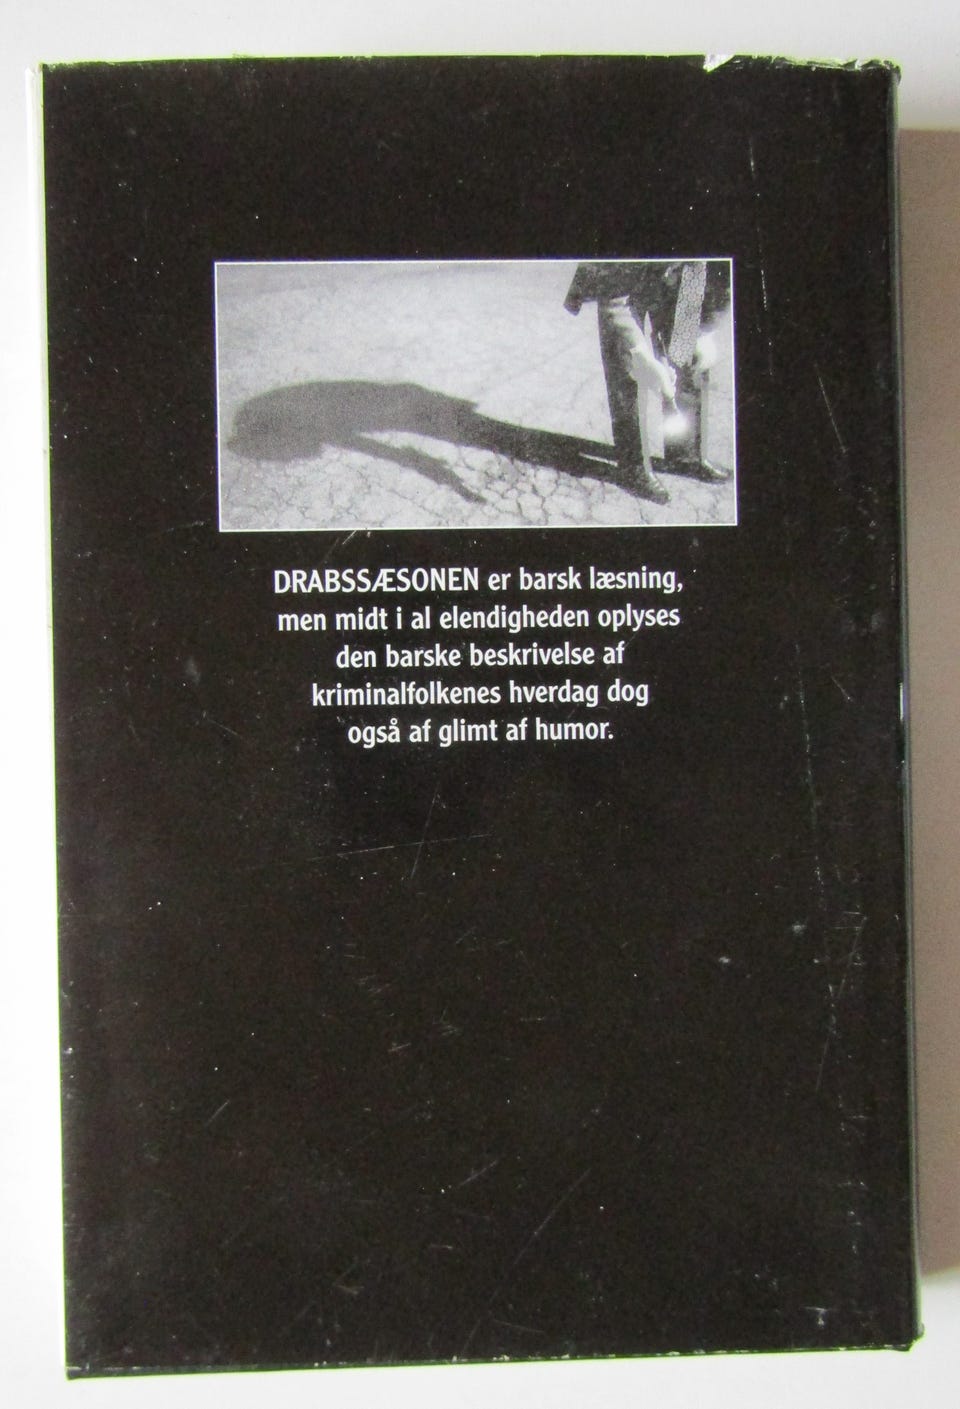 DRABSSÆSONEN er barsk læsning,
men midt i al elendigheden oplyses
den barske beskrivelse af
kriminalfolkenes hverdag dog
også af glimt af humor.